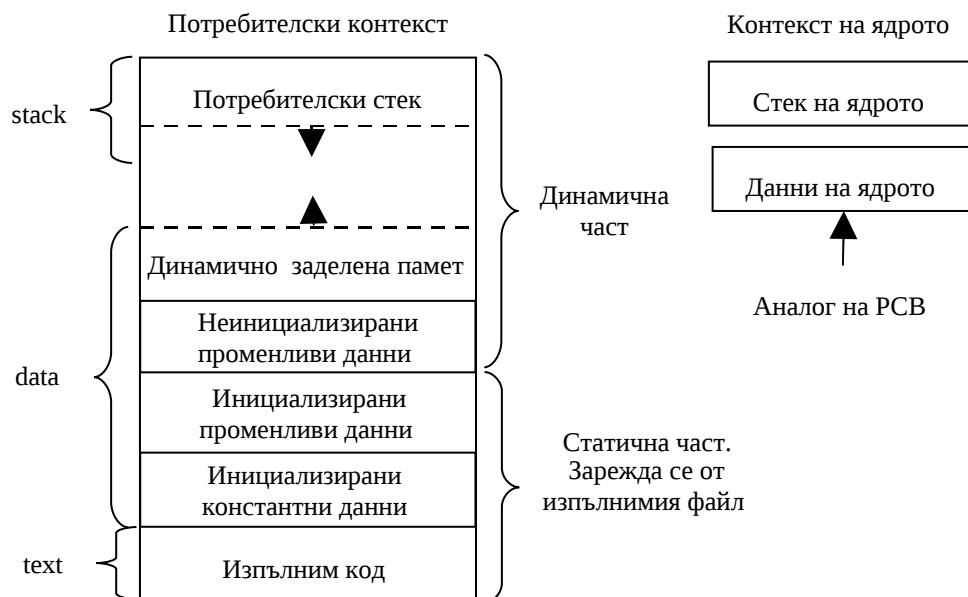 Потребителски контекст
Контекст на ядрото
stack
Потребителски стек
Стек на ядрото
Данни на ядрото
Динамична
част
Динамично заделена памет
Аналог на PCB
Неинициализирани
променливи данни
data
Инициализирани
променливи данни
Статична част.
Зарежда се от
изпълнимия файл
Инициализирани
константни данни
text
Изпълним код